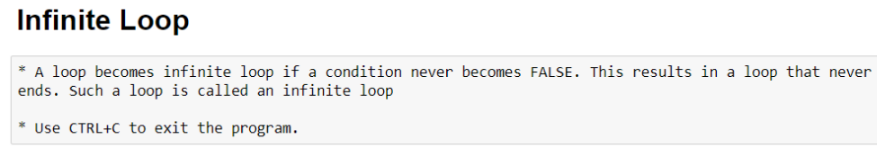 Infinite Loop
* A loop becomes infinite loop if a condition never becomes FALSE. This results in a loop that never
ends. Such a loop is called an infinite loop
* Use CTRL+C to exit the program.